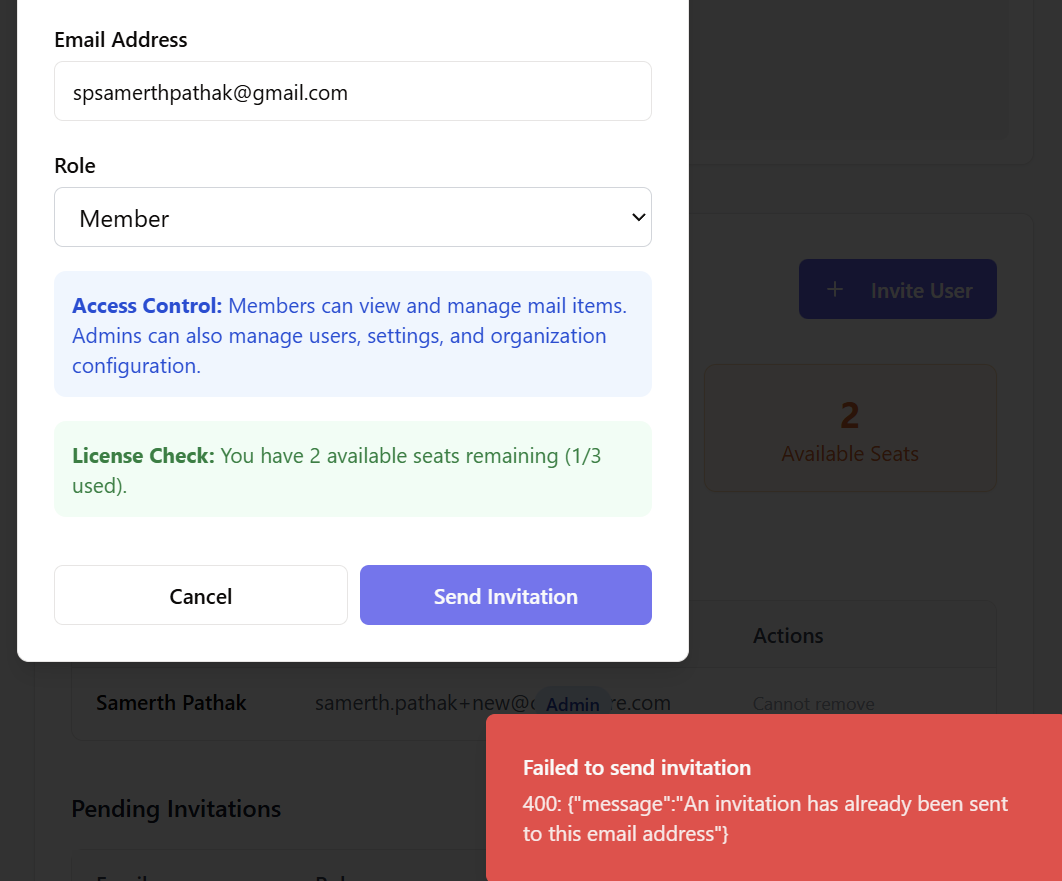 Email Address
spsamerthpathak@gmail.com
Role
Member
Access Control: Members can view and manage mail items.
Admins can also manage users, settings, and organization
configuration.
License Check: You have 2 available seats remaining (1/3
used).
Cancel
Send Invitation
+ Invite User
2
Available Seats
Actions
Samerth Pathak
samerth.pathak+new@
Admin
re.com
Cannot remove
Pending Invitations
Failed to send invitation
400: {"message":"An invitation has already been sent
to this email address"}